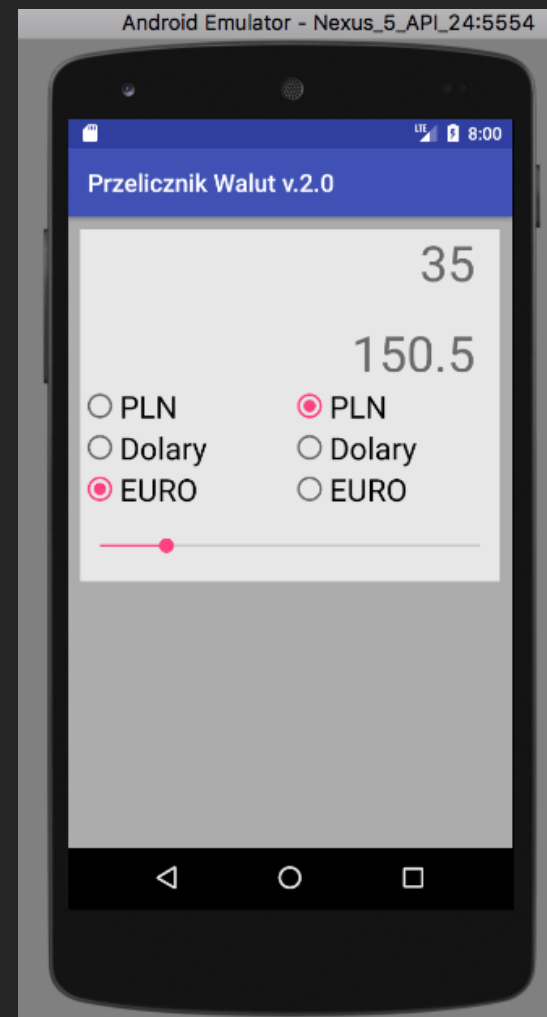 Android Emulator - Nexus_5_API_24:5554
LTE 8:00
Przelicznik Walut v.2.0
35
150.5
PLN PLN
Dolary Dolary
EURO EURO